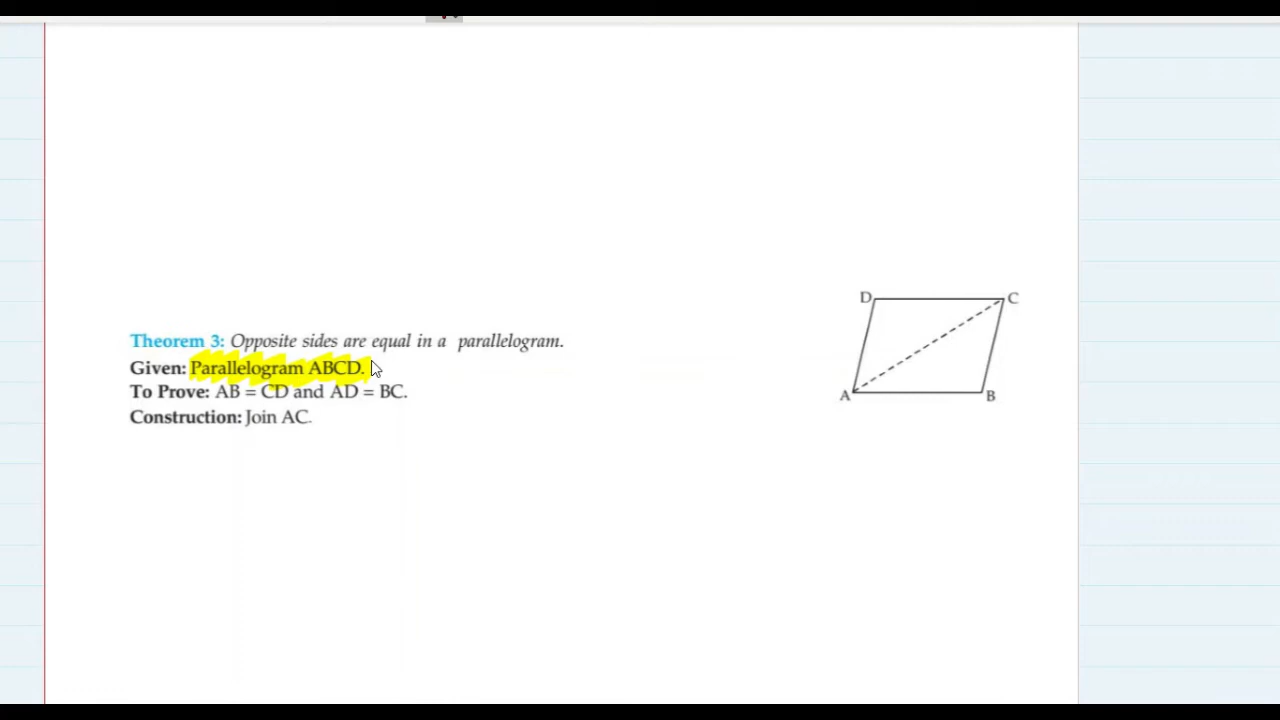 Theorem 3: Opposite sides are equal in a parallelogram.
Given: Parallelogram ABCD.
To Prove: AB = CD and AD = BC.
Construction: Join AC.
D
C
A
B